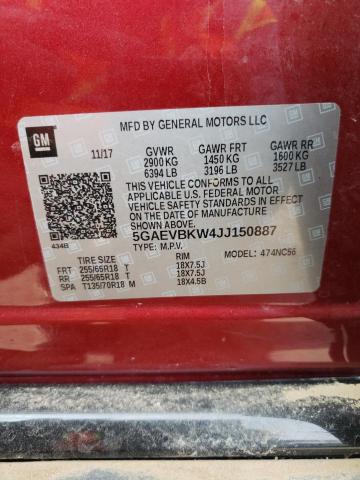 GM
MFD BY GENERAL MOTORS LLC
11/17
GVWR GAWR FRT GAWR RR
2900 KG 1450 KG 1600 KG
6394 LB 3196 LB 3527 LB
THIS VEHICLE CONFORMS TO ALL
APPLICABLE U.S. FEDERAL MOTOR
VEHICLE SAFETY STANDARDS IN EFFECT
ON THE DATE OF MANUFACTURE
SHOWN ABOVE.
5GAEVBKW4JJ150887
434B
TYPE: M.P.V. MODEL: 474NC56
TIRE SIZE RIM
FRT 255/65R18 T 18X7.5J
RR 255/65R18 T 18X7.5J
SPA T135/70R18 M 18X4.5B